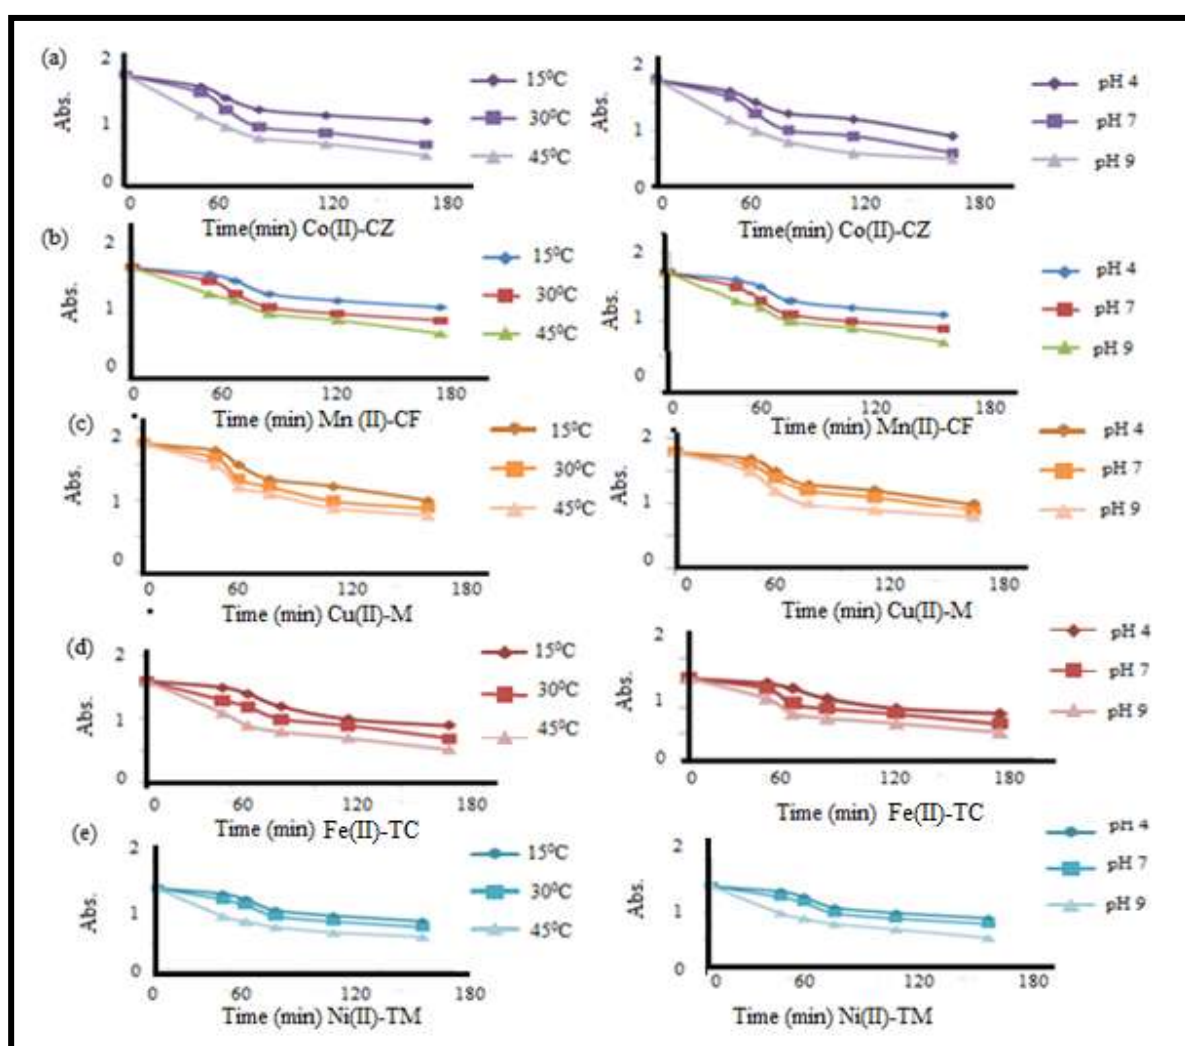 (a)
2
1
0
Abs.
15⁰C
30⁰C
45⁰C
0 60 120 180
Time(min) Co(II)-CZ
2
1
0
Abs.
pH 4
pH 7
pH 9
0 60 120 180
Time(min) Co(II)-CZ
(b)
2
1
0
Abs.
15⁰C
30⁰C
45⁰C
0 60 120 180
Time (min) Mn (II)-CF
2
1
0
Abs.
pH 4
pH 7
pH 9
0 60 120 180
Time (min) Mn(II)-CF
(c)
2
1
0
Abs.
15⁰C
30⁰C
45⁰C
0 60 120 180
Time (min) Cu(II)-M
2
1
0
Abs.
pH 4
pH 7
pH 9
0 60 120 180
Time (min) Cu(II)-M
(d)
2
1
0
Abs.
15⁰C
30⁰C
45⁰C
0 60 120 180
Time (min) Fe(II)-TC
2
1
0
Abs.
pH 4
pH 7
pH 9
0 60 120 180
Time (min) Fe(II)-TC
(e)
2
1
0
Abs.
15⁰C
30⁰C
45⁰C
0 60 120 180
Time (min) Ni(II)-TM
2
1
0
Abs.
pH 4
pH 7
pH 9
0 60 120 180
Time (min) Ni(II)-TM